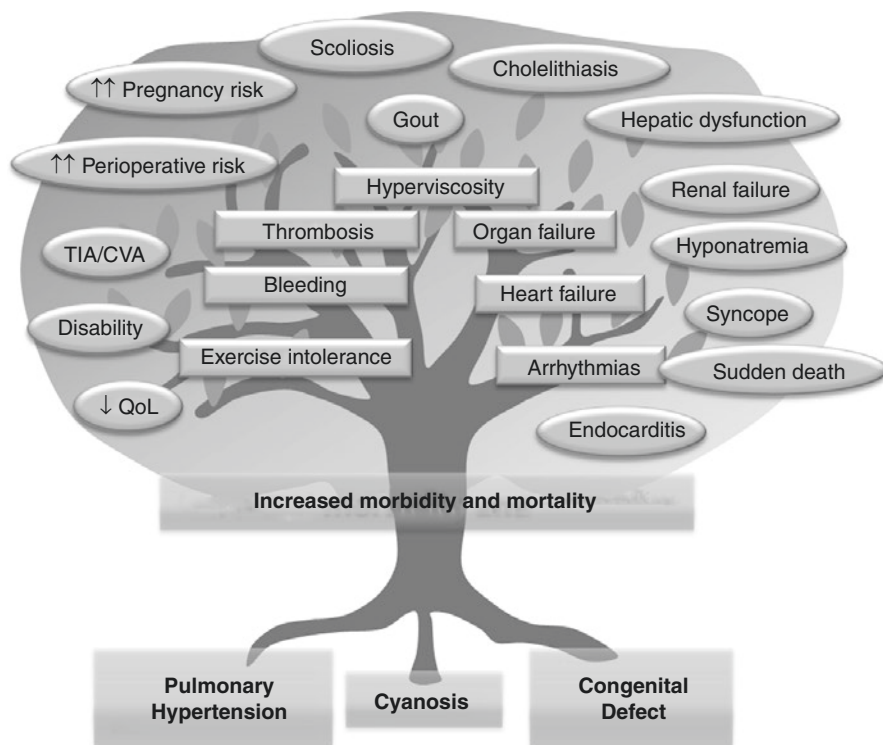 Scoliosis
Cholelithiasis
↑↑ Pregnancy risk
Gout
Hepatic dysfunction
↑↑ Perioperative risk
Hyperviscosity
Renal failure
Thrombosis
Organ failure
TIA/CVA
Hyponatremia
Bleeding
Heart failure
Syncope
Disability
Exercise intolerance
Arrhythmias
Sudden death
↓ QoL
Endocarditis
Increased morbidity and mortality
Pulmonary
Hypertension
Cyanosis
Congenital
Defect